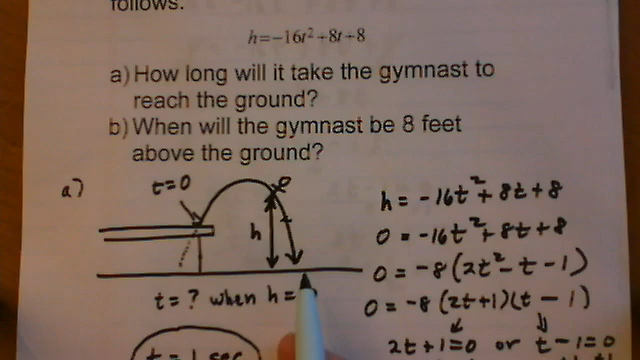 follows.
h=-16t²+8t+8
a) How long will it take the gymnast to
reach the ground?
b) When will the gymnast be 8 feet
above the ground?
a)
t=0
h
t = ? when h =
t = 1 sec
h = -16t²+8t+8
0 = -16t²+8t+8
0 = -8(2t²-t-1)
0 = -8(2t+1)(t-1)
2t+1=0 or t-1=0